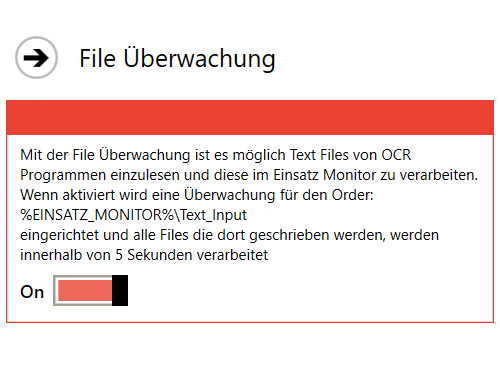 File Überwachung
Mit der File Überwachung ist es möglich Text Files von OCR
Programmen einzulesen und diese im Einsatz Monitor zu verarbeiten.
Wenn aktiviert wird eine Überwachung für den Order:
%EINSATZ_MONITOR%\Text_Input
eingerichtet und alle Files die dort geschrieben werden, werden
innerhalb von 5 Sekunden verarbeitet
On